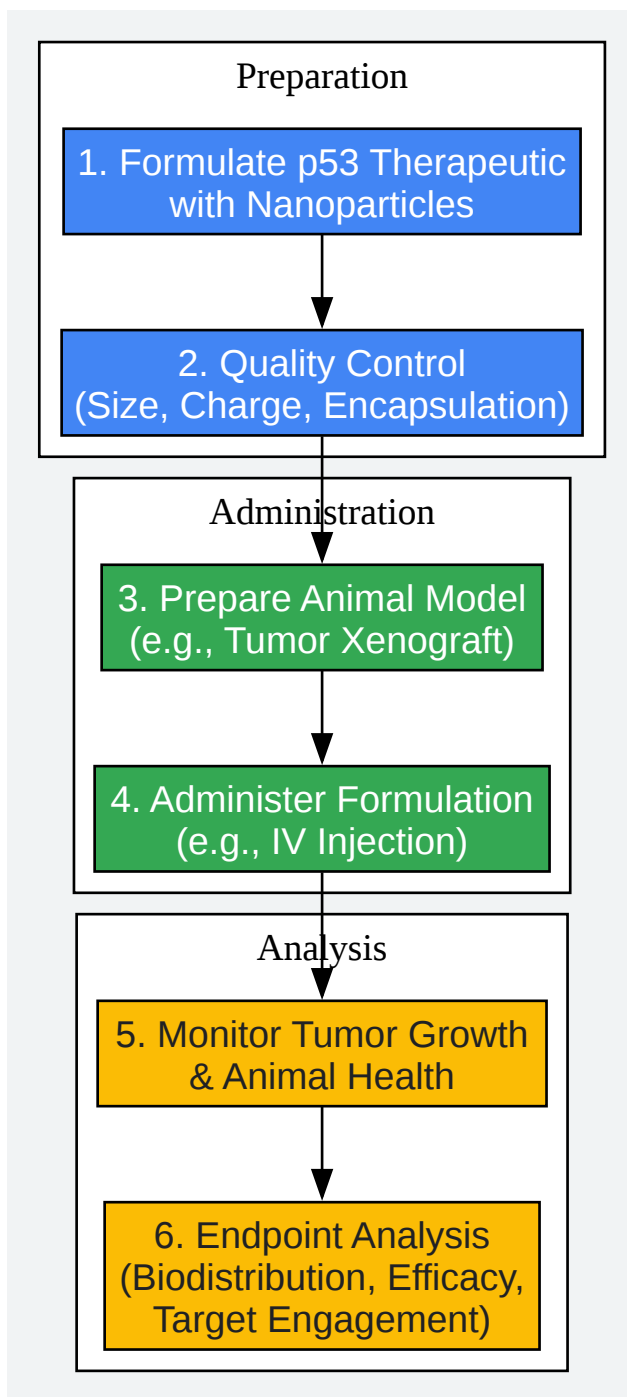 Preparation
1. Formulate p53 Therapeutic
with Nanoparticles
2. Quality Control
(Size, Charge, Encapsulation)
Administration
3. Prepare Animal Model
(e.g., Tumor Xenograft)
4. Administer Formulation
(e.g., IV Injection)
Analysis
5. Monitor Tumor Growth
& Animal Health
6. Endpoint Analysis
(Biodistribution, Efficacy,
Target Engagement)